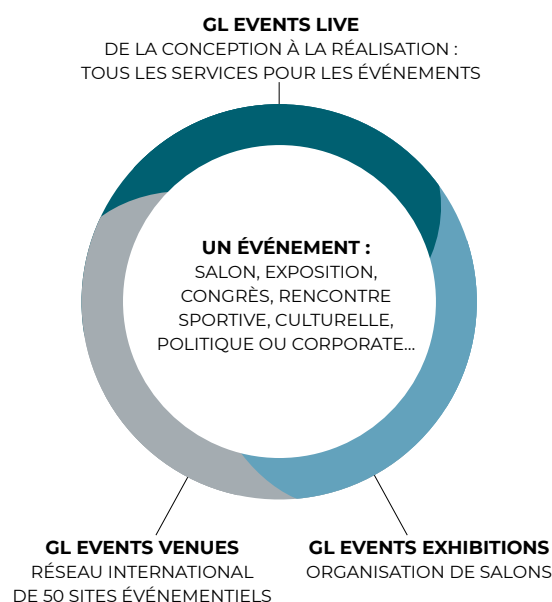 GL EVENTS LIVE
DE LA CONCEPTION À LA RÉALISATION :
TOUS LES SERVICES POUR LES ÉVÉNEMENTS
UN ÉVÉNEMENT :
SALON, EXPOSITION,
CONGRÈS, RENCONTRE
SPORTIVE, CULTURELLE,
POLITIQUE OU CORPORATE...
GL EVENTS VENUES
RÉSEAU INTERNATIONAL
DE 50 SITES ÉVÉNEMENTIELS
GL EVENTS EXHIBITIONS
ORGANISATION DE SALONS